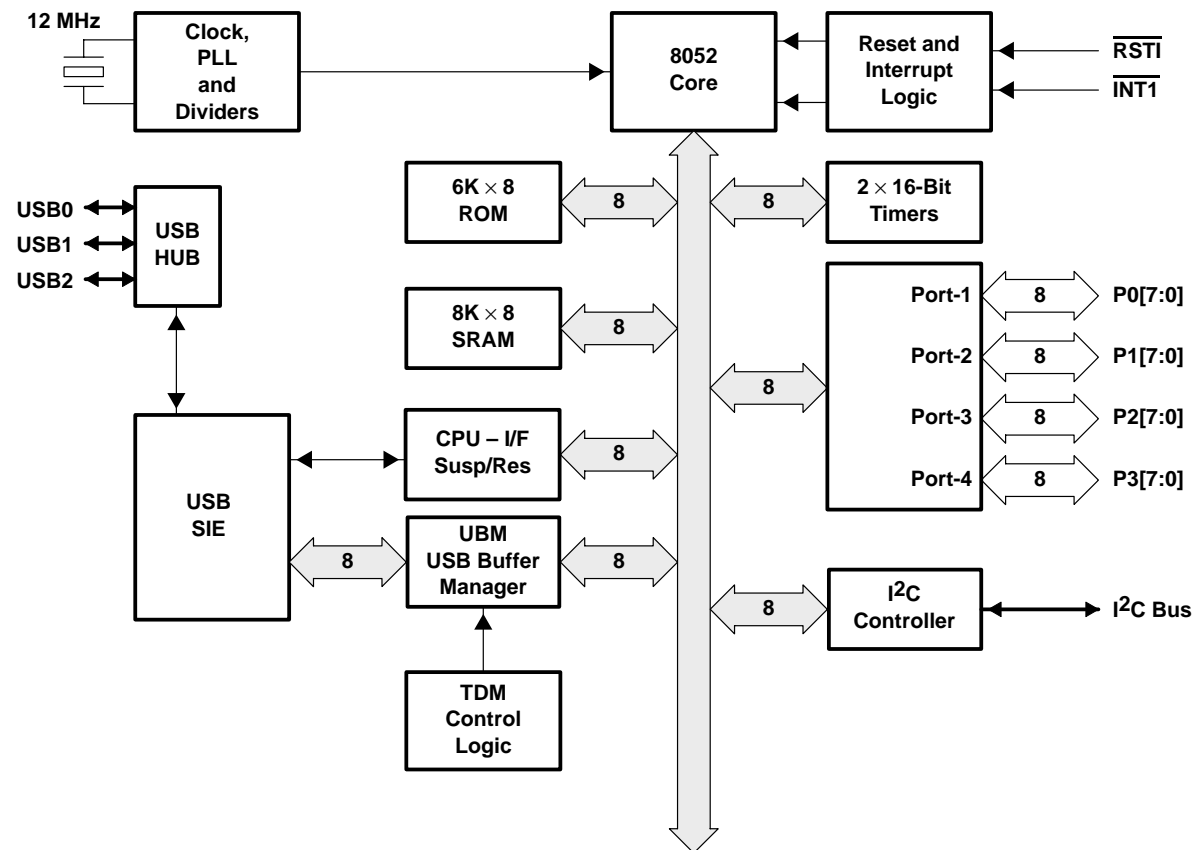 12 MHz
Clock,
PLL
and
Dividers
8052
Core
Reset and
Interrupt
Logic
RSTI
INT1
6K × 8
ROM
8
8
2 × 16-Bit
Timers
USB0
USB1
USB2
USB
HUB
8K × 8
SRAM
8
8
Port-1
8
P0[7:0]
Port-2
8
P1[7:0]
Port-3
8
P2[7:0]
Port-4
8
P3[7:0]
USB
SIE
CPU – I/F
Susp/Res
8
8
UBM
USB Buffer
Manager
8
8
I2C
Controller
I2C Bus
TDM
Control
Logic